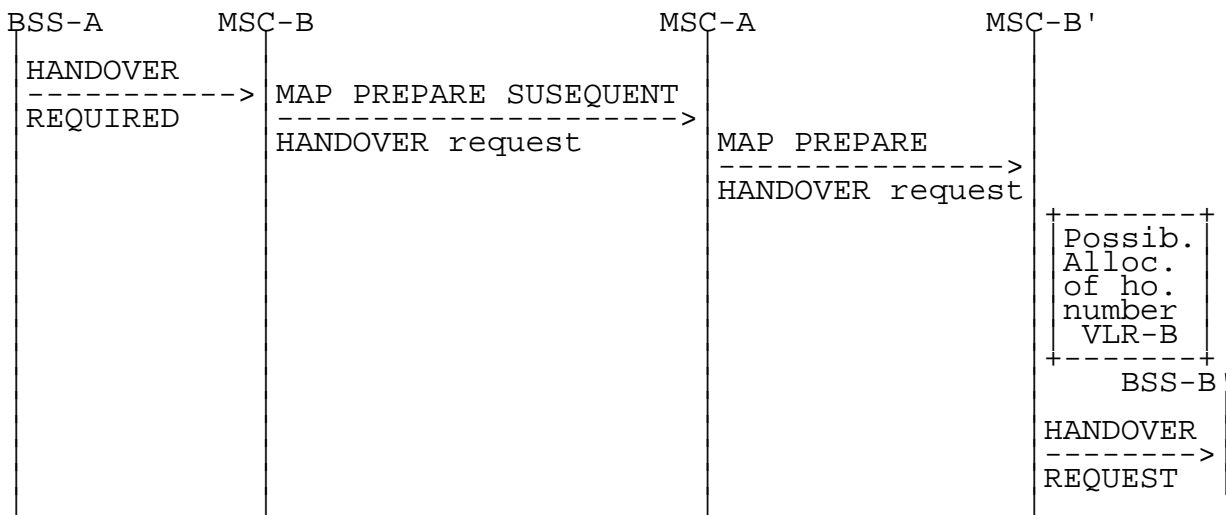 BSS-A MSC-B MSC-A MSC-B'
HANDOVER
REQUIRED
MAP PREPARE SUSEQUENT
HANDOVER request
MAP PREPARE
HANDOVER request
Possib.
Alloc.
of ho.
number
VLR-B
BSS-B'
HANDOVER
REQUEST